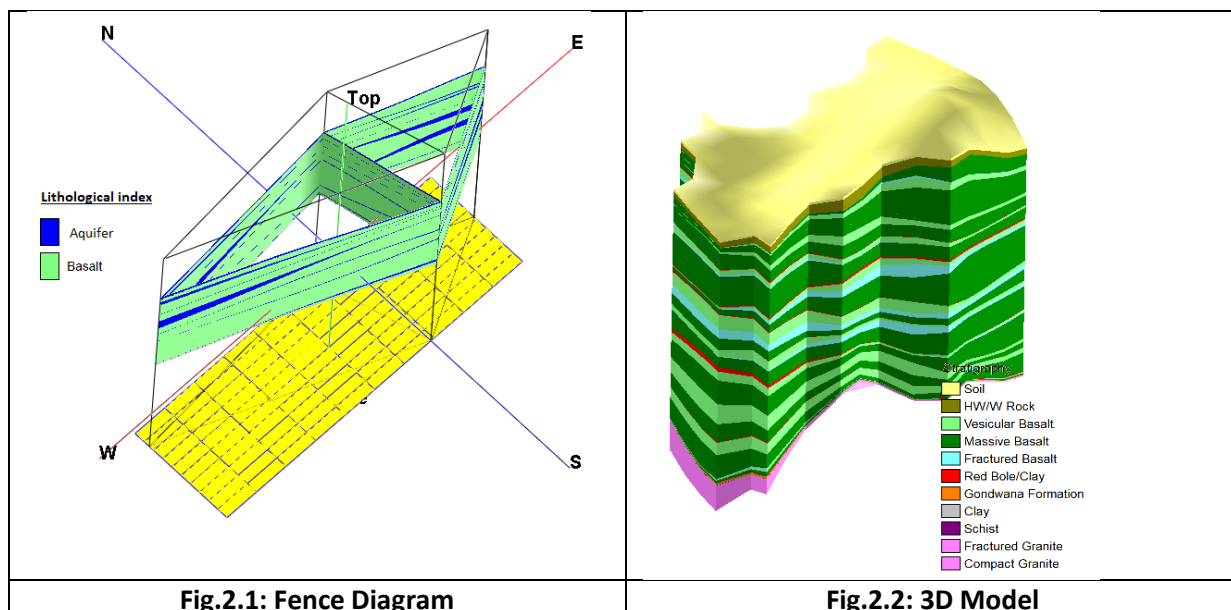 N
E
Top
Lithological index
Aquifer
Basalt
W
S
Fig.2.1: Fence Diagram
Stratigraphy
Soil
HW/W Rock
Vesicular Basalt
Massive Basalt
Fractured Basalt
Red Bole/Clay
Gondwana Formation
Clay
Schist
Fractured Granite
Compact Granite
Fig.2.2: 3D Model